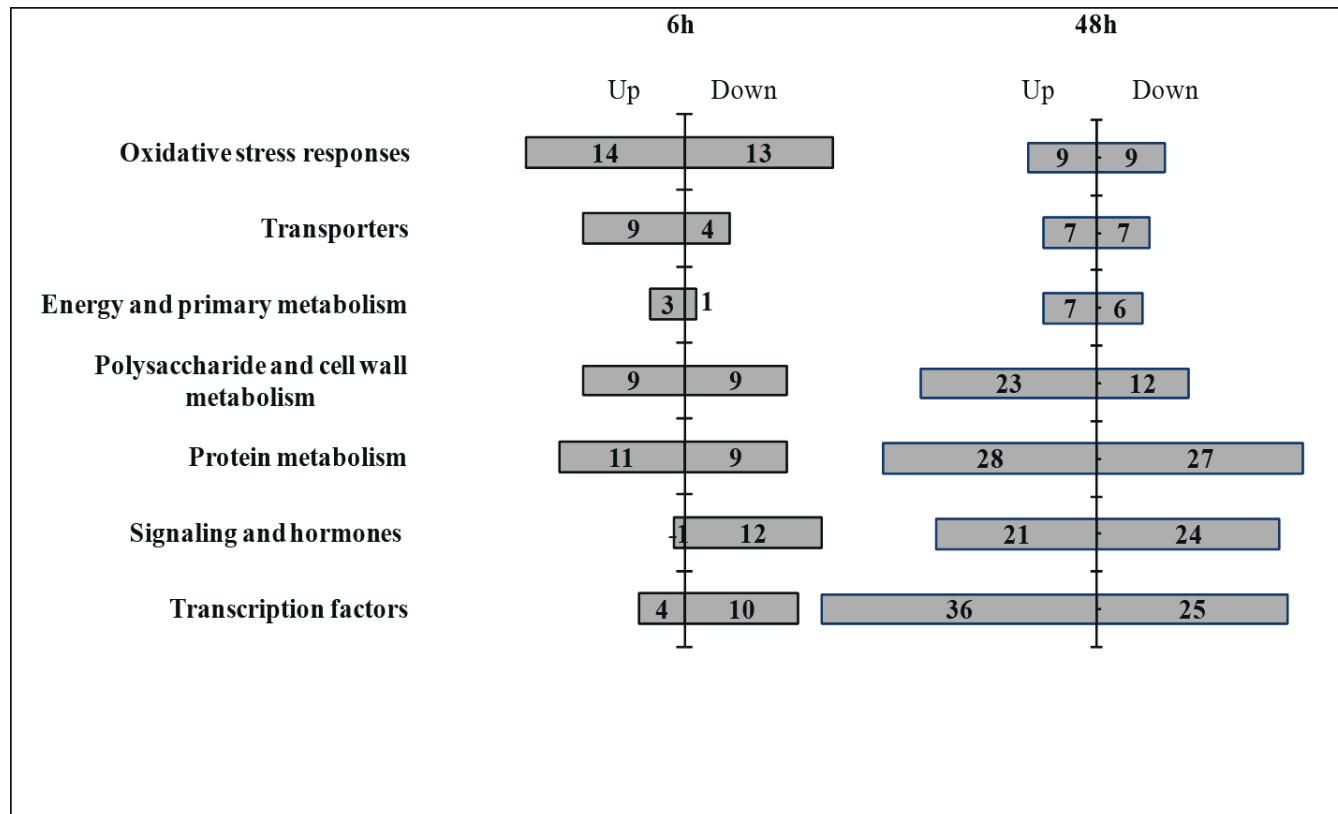 6h 48h
Up Down Up Down
Oxidative stress responses 14 13 9 9
Transporters 9 4 7 7
Energy and primary metabolism 3 1 7 6
Polysaccharide and cell wall
metabolism 9 9 23 12
Protein metabolism 11 9 28 27
Signaling and hormones -1 12 21 24
Transcription factors 4 10 36 25